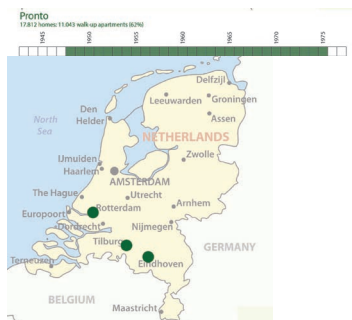 Pronto
17.812 homes: 11.043 walk-up apartments (62%)
1945
1950
1955
1960
1965
1970
1975
Delfzijl
Leeuwarden
Groningen
Assen
Den
Helder
North
Sea
NETHERLANDS
Zwolle
IJmuiden
Haarlem
AMSTERDAM
Utrecht
The Hague
Arnhem
Europoort
Rotterdam
Dordrecht
Nijmegen
Tilburg
GERMANY
Eindhoven
Terneuzen
BELGIUM
Maastricht